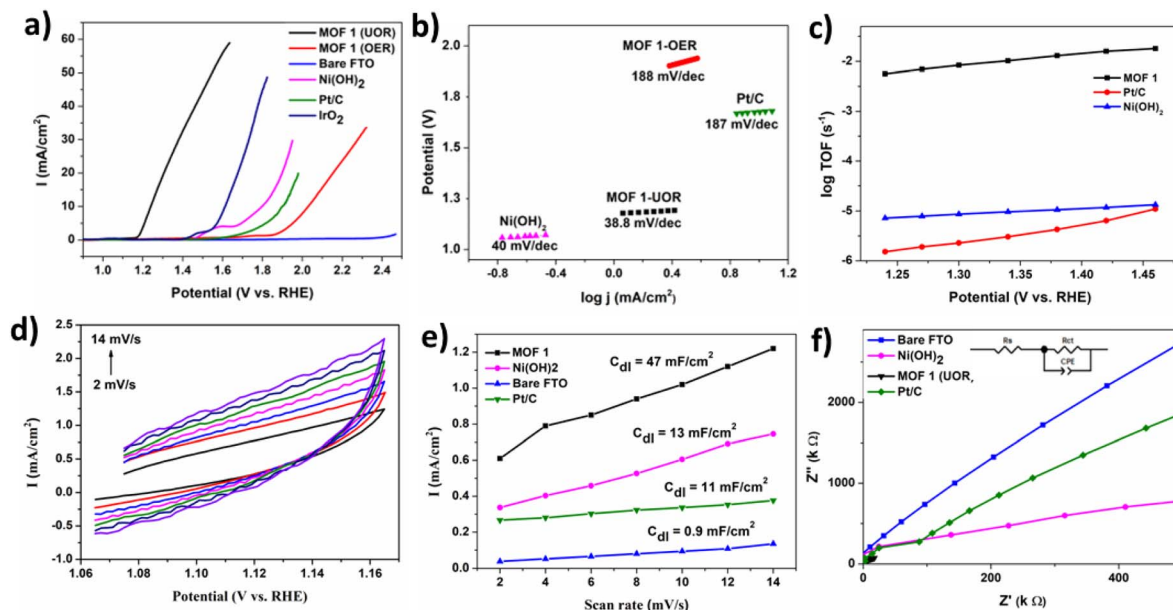 a)
MOF 1 (UOR)
MOF 1 (OER)
Bare FTO
Ni(OH)2
Pt/C
IrO2
60
50
40
30
20
10
0
I (mA/cm2)
1.0 1.2 1.4 1.6 1.8 2.0 2.2 2.4
Potential (V vs. RHE)
b)
2.0
1.8
1.6
1.4
1.2
1.0
Potential (V)
MOF 1-OER
188 mV/dec
Pt/C
187 mV/dec
MOF 1-UOR
38.8 mV/dec
Ni(OH)2
40 mV/dec
-0.8 -0.4 0.0 0.4 0.8 1.2
log j (mA/cm2)
c)
-1
-2
-5
-6
log TOF (s-1)
MOF 1
Pt/C
Ni(OH)2
1.25 1.30 1.35 1.40 1.45
Potential (V vs. RHE)
d)
14 mV/s
2 mV/s
2.5
2.0
1.5
1.0
0.5
0.0
-0.5
-1.0
I (mA/cm2)
1.06 1.08 1.10 1.12 1.14 1.16
Potential (V vs. RHE)
e)
MOF 1
Ni(OH)2
Bare FTO
Pt/C
1.2
1.0
0.8
0.6
0.4
0.2
0.0
I (mA/cm2)
Cdl = 47 mF/cm2
Cdl = 13 mF/cm2
Cdl = 11 mF/cm2
Cdl = 0.9 mF/cm2
2 4 6 8 10 12 14
Scan rate (mV/s)
f)
Bare FTO
Ni(OH)2
MOF 1 (UOR,
Pt/C
Rs
Rct
CPE
2000
1000
0
Z'' (k Ω)
0 200 400
Z' (k Ω)